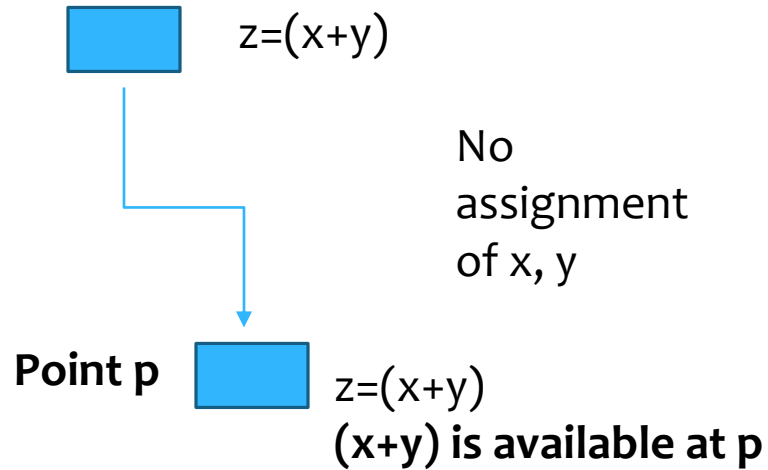 z=(x+y)
No
assignment
of x, y
Point p
z=(x+y)
(x+y) is available at p